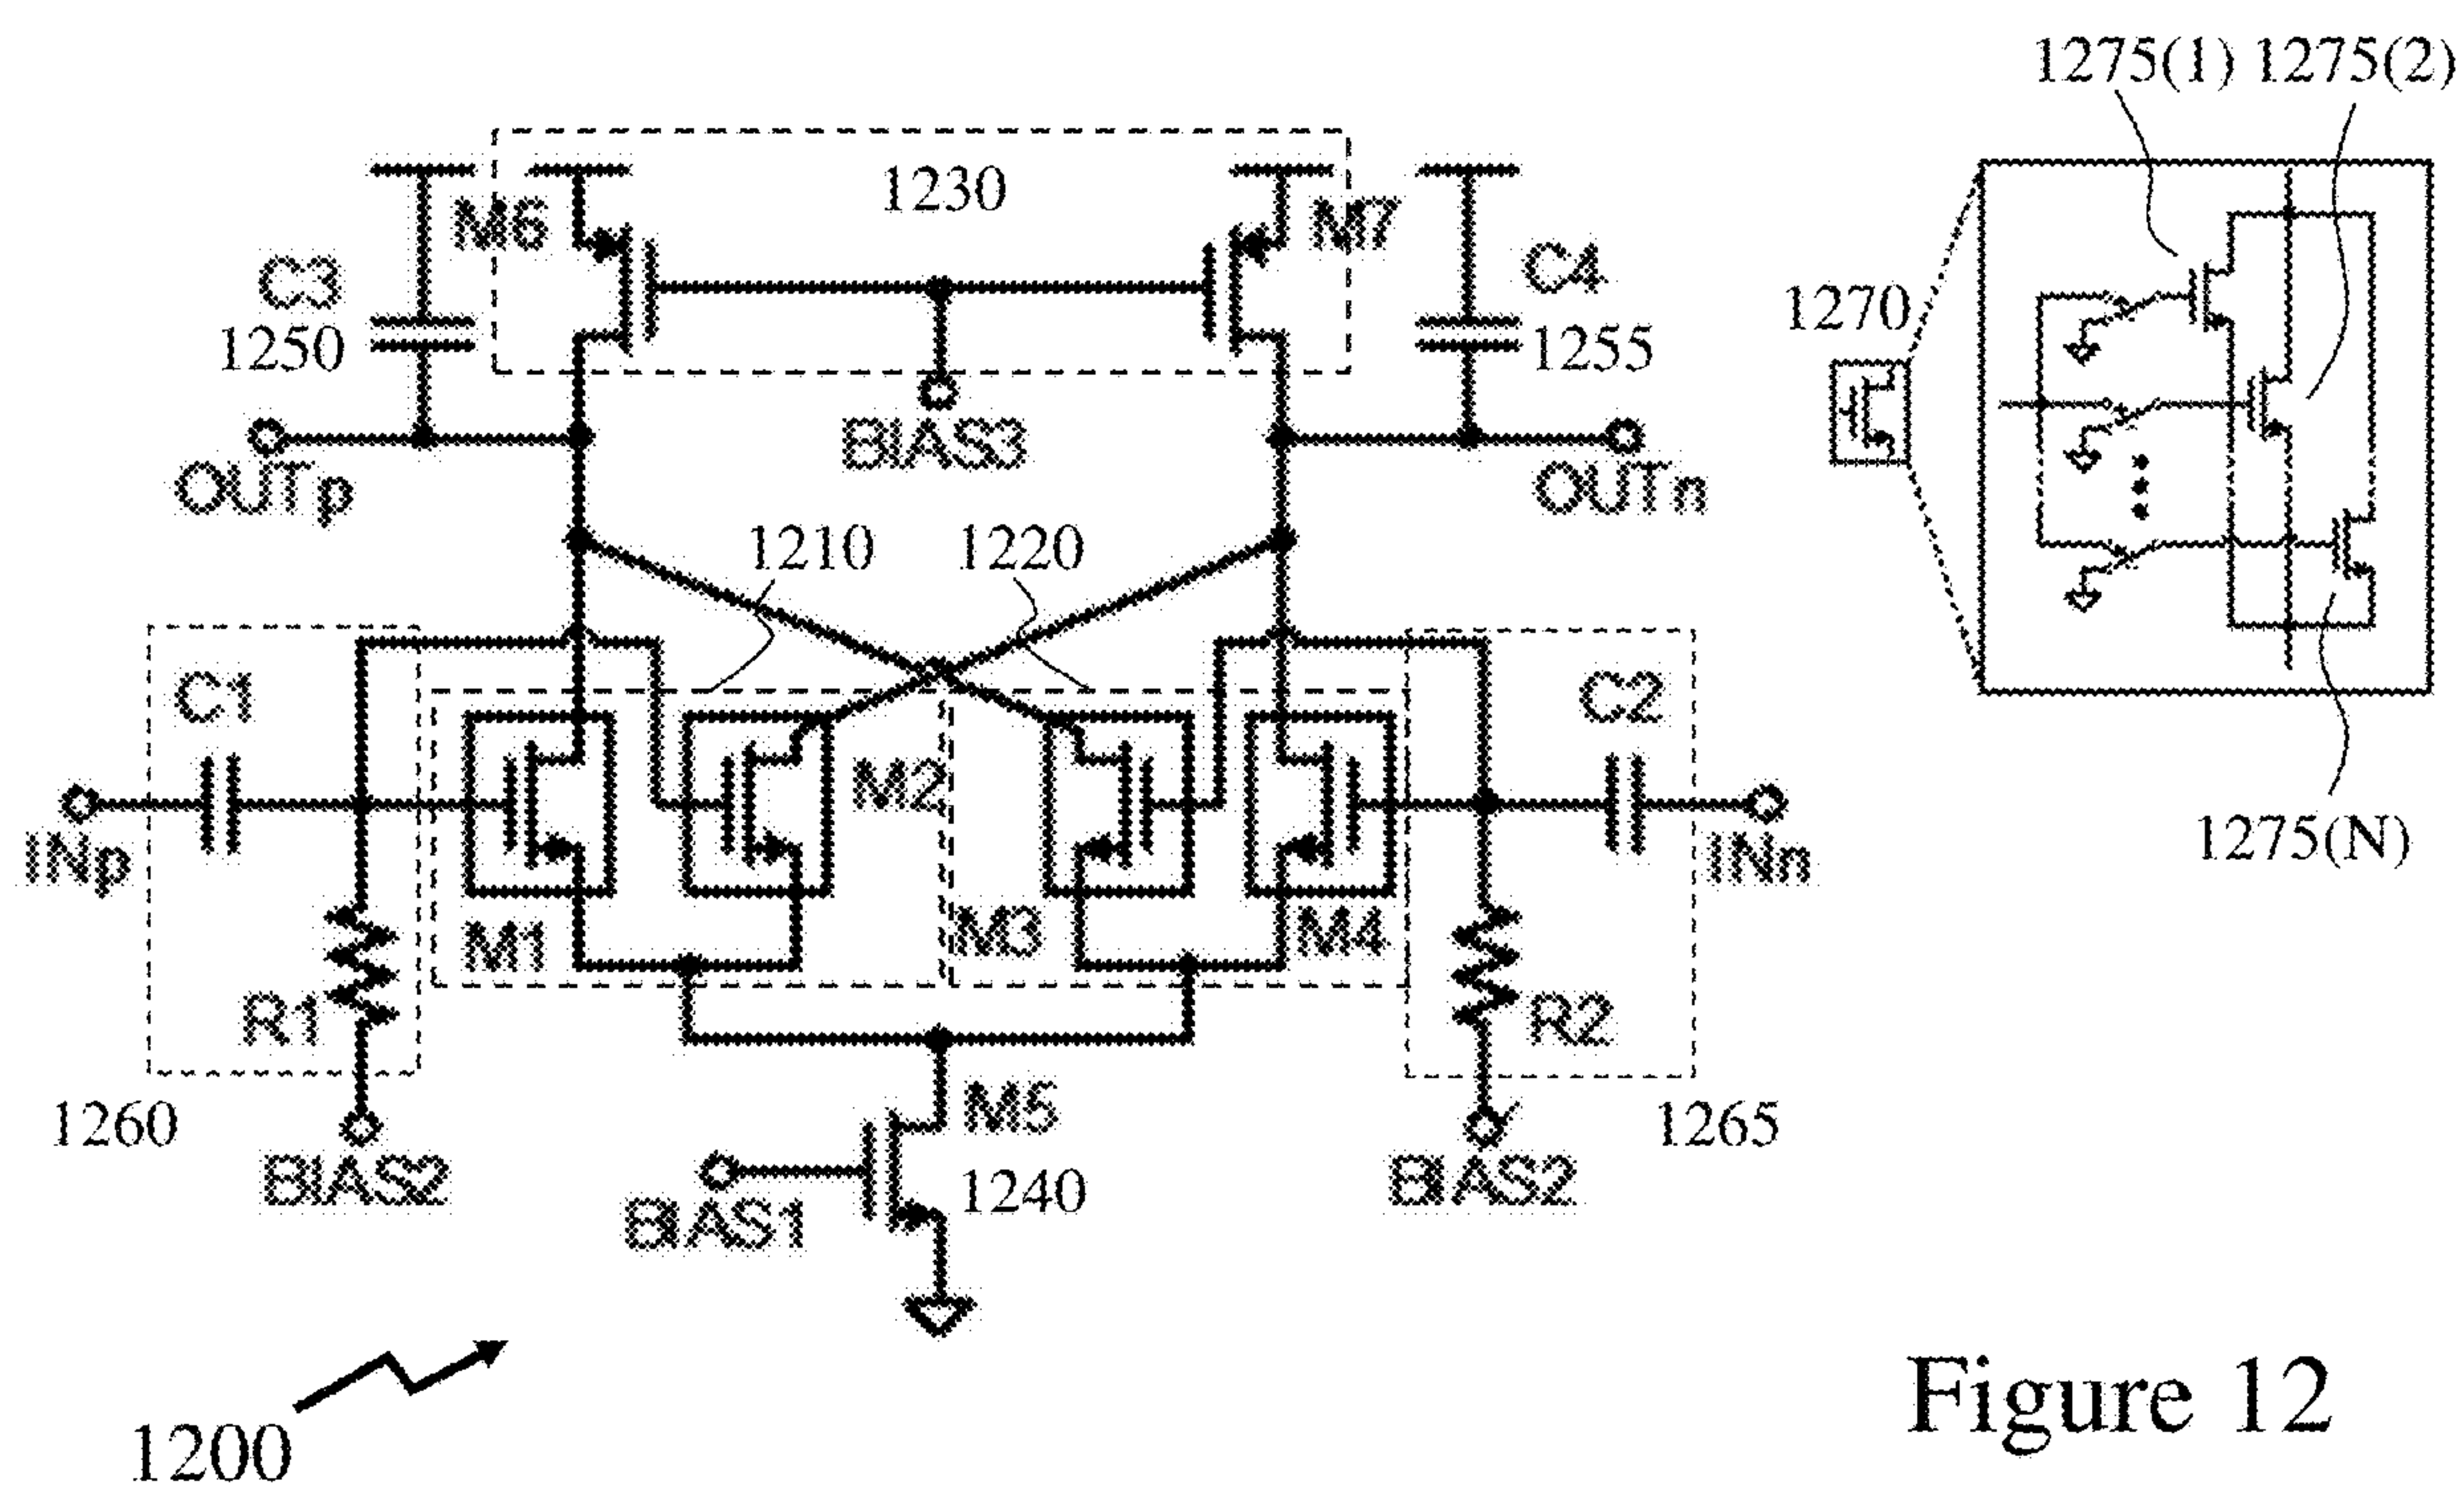 1275(1) 1275(2)
1230
M6
M7
C3
1250
C4
1255
1270
BIAS3
OUTp
OUTn
1210
1220
C1
C2
M2
INp
INn
1275(N)
M1
M3
M4
R1
R2
M5
1260
1265
BIAS2
BIAS1
1240
BIAS2
1200
Figure 12